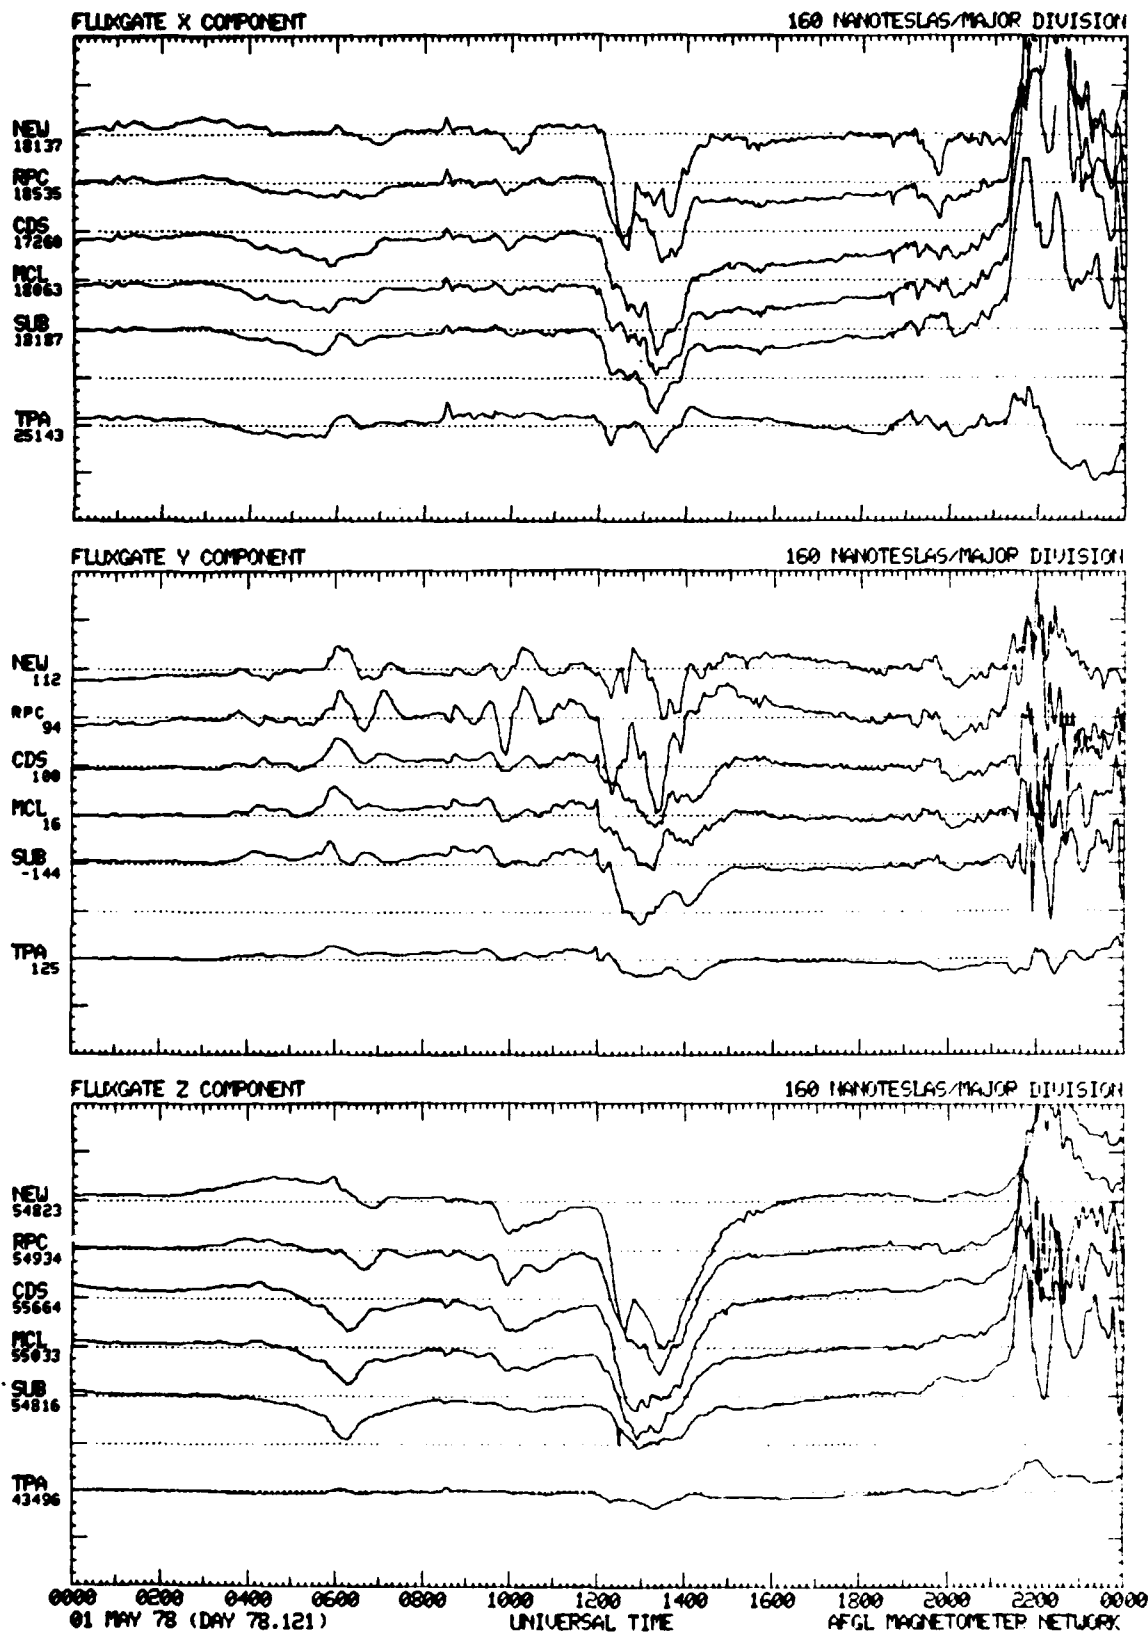 FLUXGATE X COMPONENT 160 NANOTESLAS/MAJOR DIVISION
NEW
18137
RPC
18535
CDS
17260
MCL
18063
SUB
18187
TPA
25143
FLUXGATE Y COMPONENT 160 NANOTESLAS/MAJOR DIVISION
NEW
112
RPC
94
CDS
100
MCL
16
SUB
-144
TPA
125
FLUXGATE Z COMPONENT 160 NANOTESLAS/MAJOR DIVISION
NEW
54823
RPC
54934
CDS
55664
MCL
55033
SUB
54816
TPA
43496
0000 0200 0400 0600 0800 1000 1200 1400 1600 1800 2000 2200 0000
01 MAY 78 (DAY 78.121) UNIVERSAL TIME AFGL MAGNETOMETER NETWORK